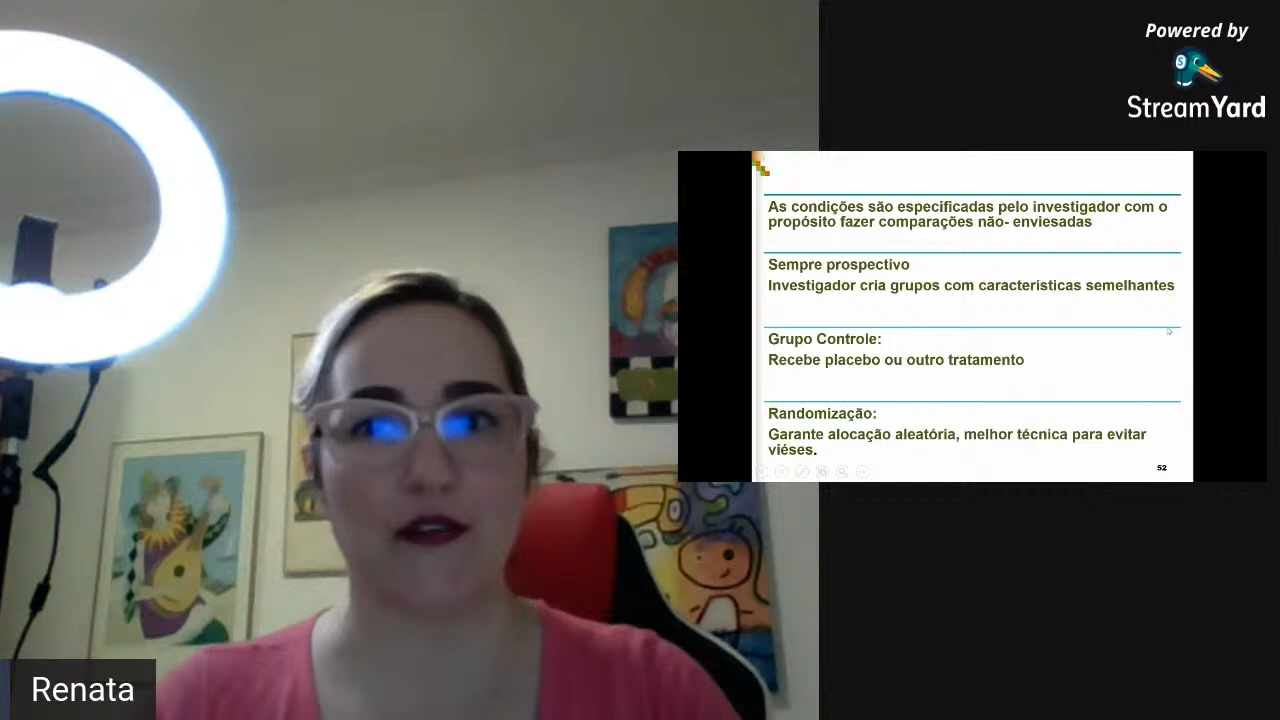 Powered by
StreamYard
As condições são especificadas pelo investigador com o
propósito fazer comparações não- enviesadas
Sempre prospectivo
Investigador cria grupos com características semelhantes
Grupo Controle:
Recebe placebo ou outro tratamento
Randomização:
Garante alocação aleatória, melhor técnica para evitar
viéses.
52
Renata